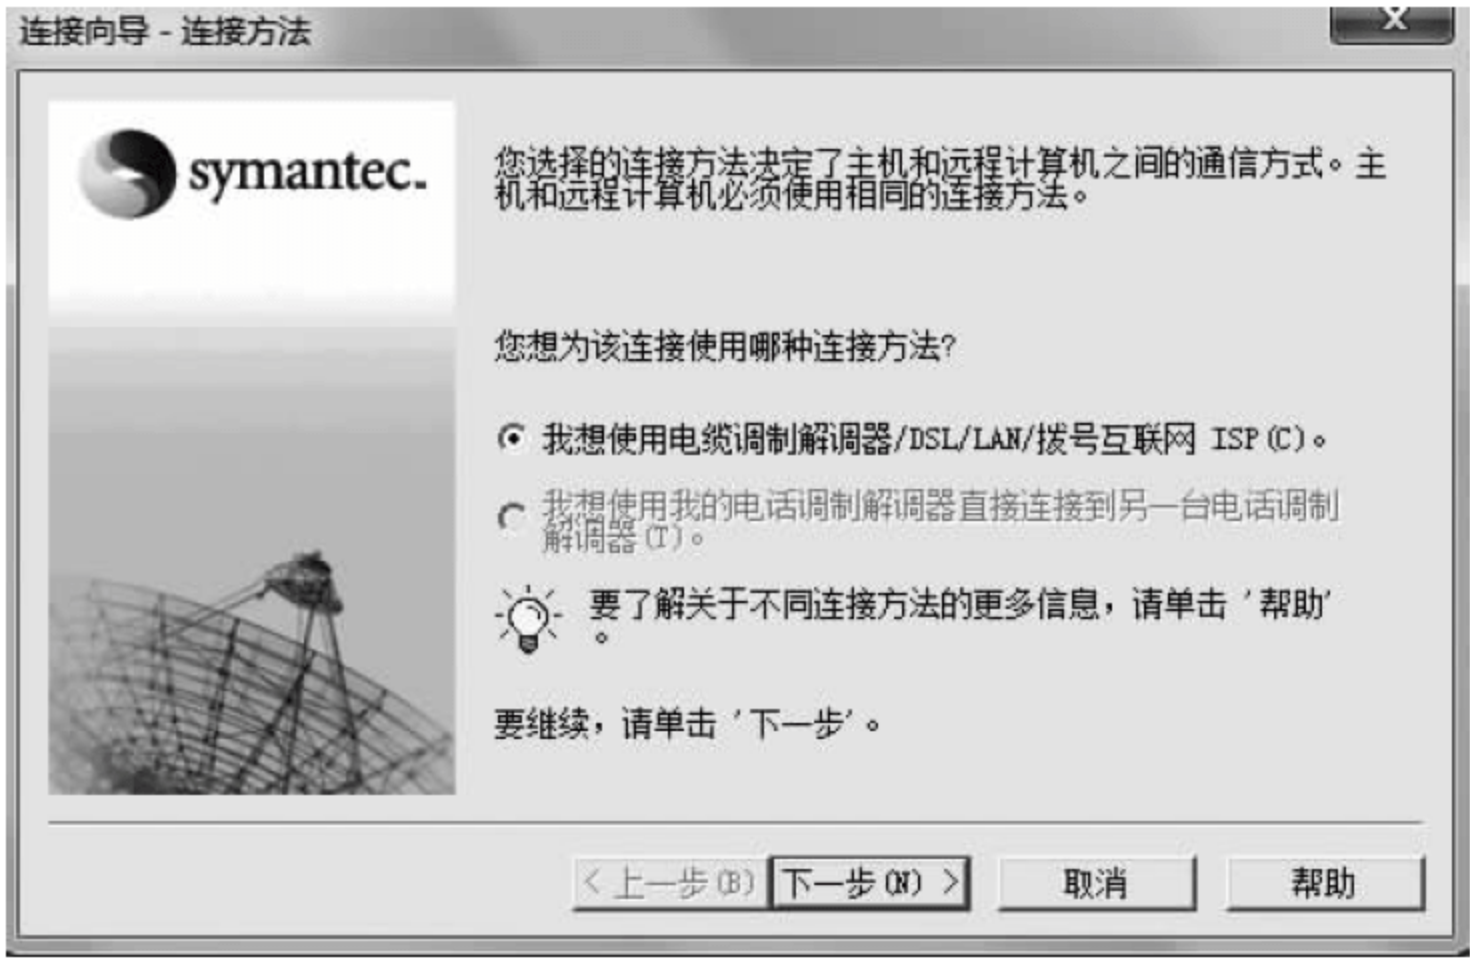 连接向导 - 连接方法
X
symantec.
您选择的连接方法决定了主机和远程计算机之间的通信方式。主
机和远程计算机必须使用相同的连接方法。
您想为该连接使用哪种连接方法?
我想使用电缆调制解调器/DSL/LAN/拨号互联网 ISP(C)。
我想使用我的电话调制解调器直接连接到另一台电话调制
解调器(T)。
要了解关于不同连接方法的更多信息，请单击 '帮助'
。
要继续，请单击 '下一步'。
< 上一步(B) 下一步(N) > 取消 帮助